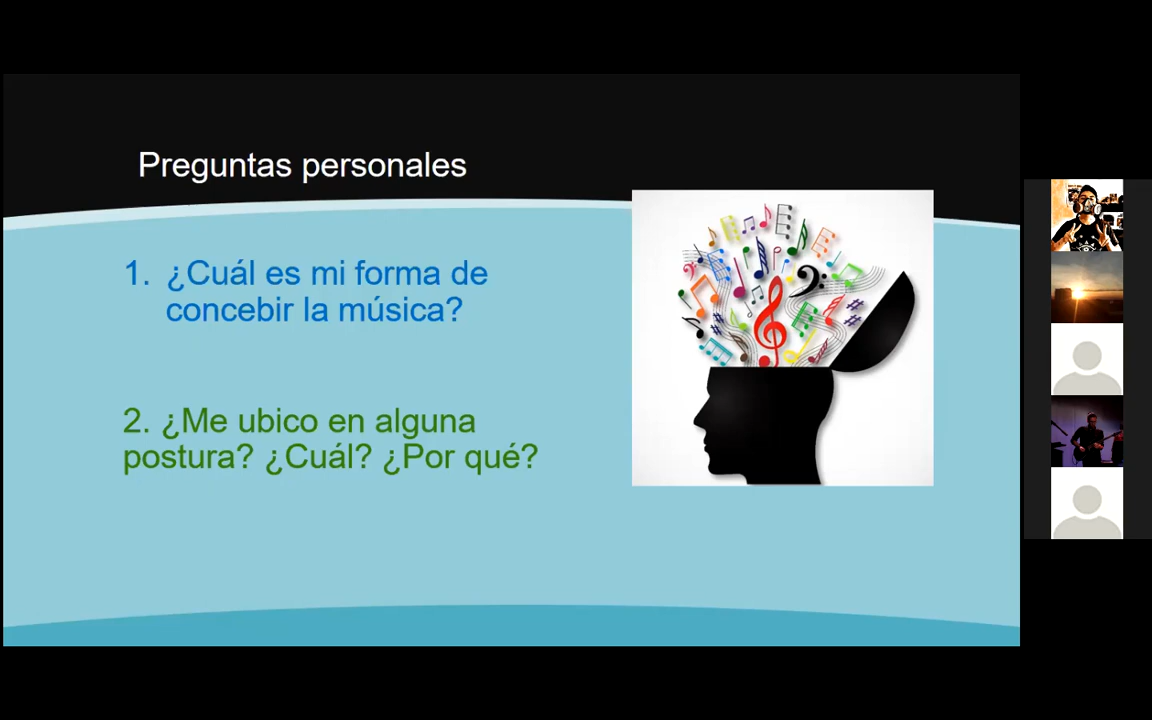 Preguntas personales
1. ¿Cuál es mi forma de
concebir la música?
2. ¿Me ubico en alguna
postura? ¿Cuál? ¿Por qué?